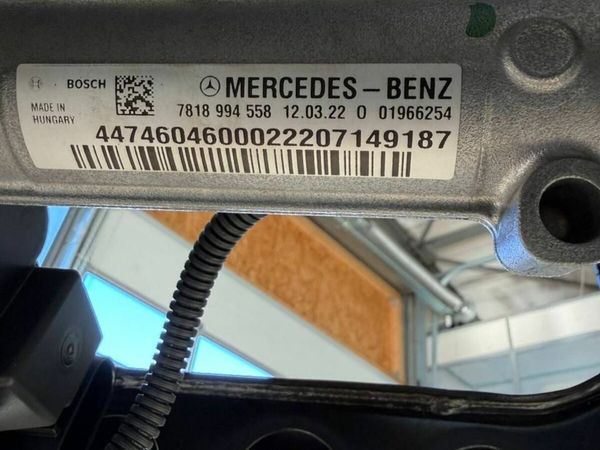 BOSCH MERCEDES-BENZ
MADE IN HUNGARY 7818 994 558 12.03.22 0 01966254
4474604600022207149187